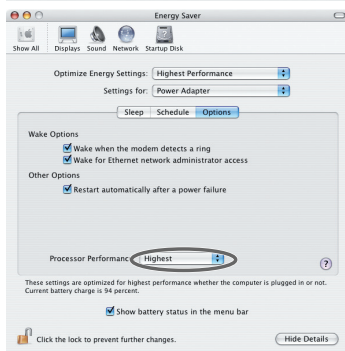 Energy Saver
Show All Displays Sound Network Startup Disk
Optimize Energy Settings: Highest Performance
Settings for: Power Adapter
Sleep Schedule Options
Wake Options
Wake when the modem detects a ring
Wake for Ethernet network administrator access
Other Options
Restart automatically after a power failure
Processor Performance: Highest
?
These settings are optimized for highest performance whether the computer is plugged in or not.
Current battery charge is 94 percent.
Show battery status in the menu bar
Click the lock to prevent further changes.
Hide Details